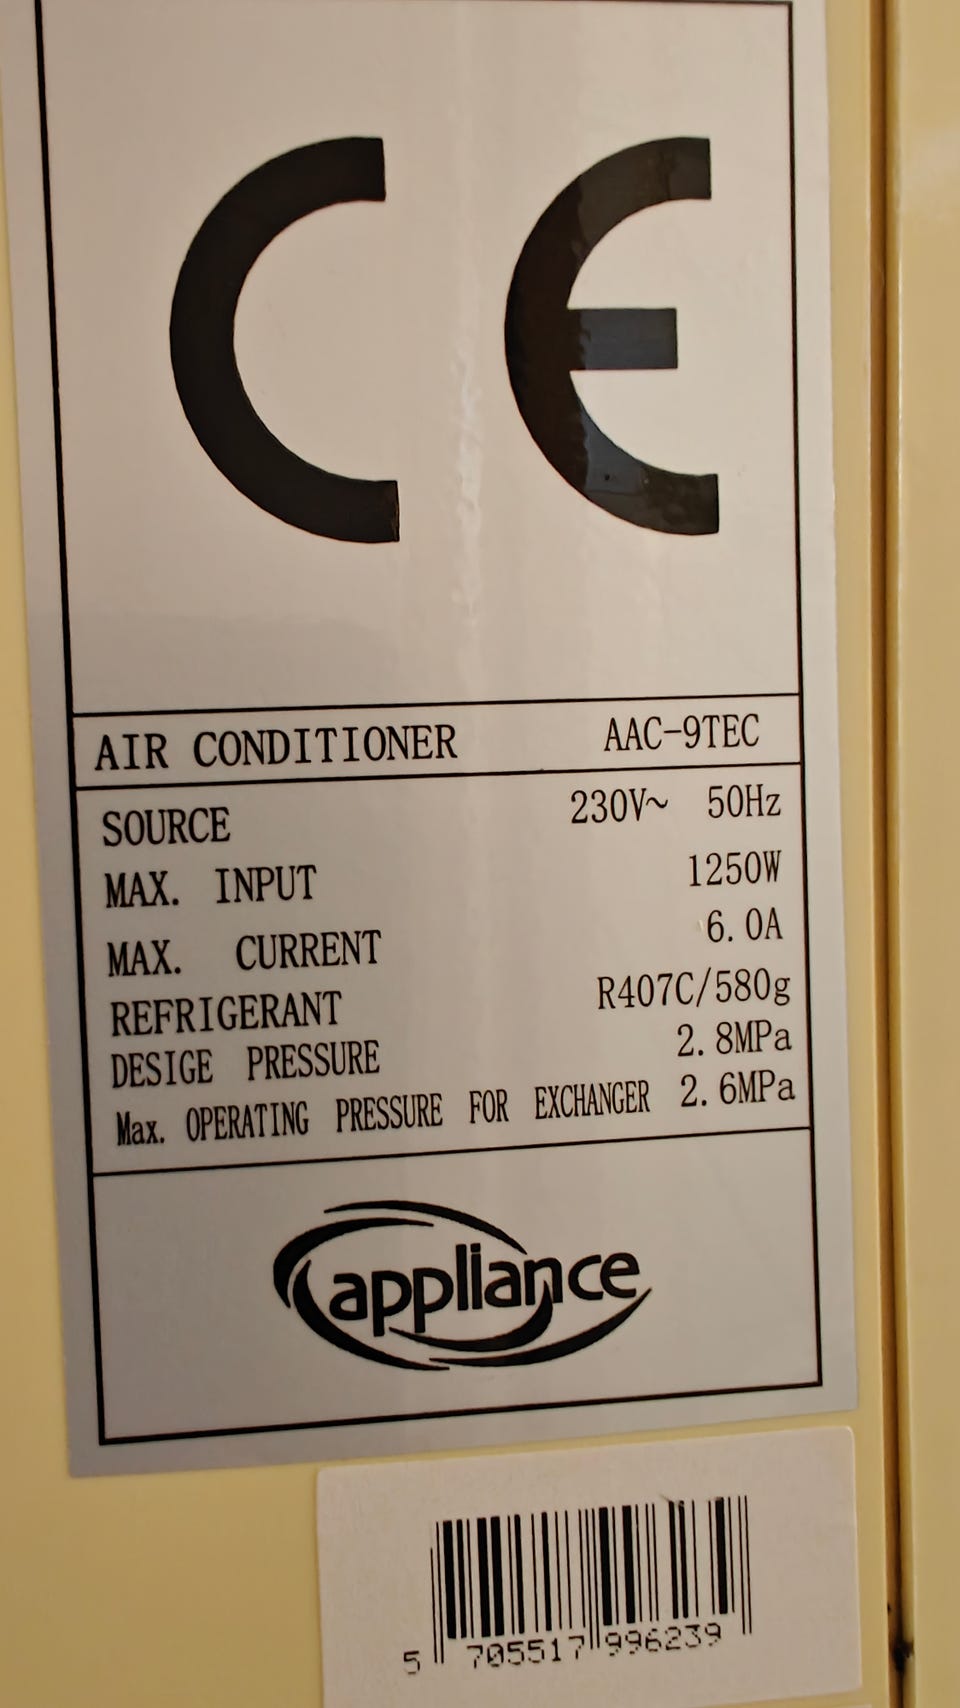 CE
AIR CONDITIONER AAC-9TEC
SOURCE 230V~ 50Hz
MAX. INPUT 1250W
MAX. CURRENT 6.0A
REFRIGERANT R407C/580g
DESIGE PRESSURE 2.8MPa
Max. OPERATING PRESSURE FOR EXCHANGER 2.6MPa
appliance
5 705517 996239